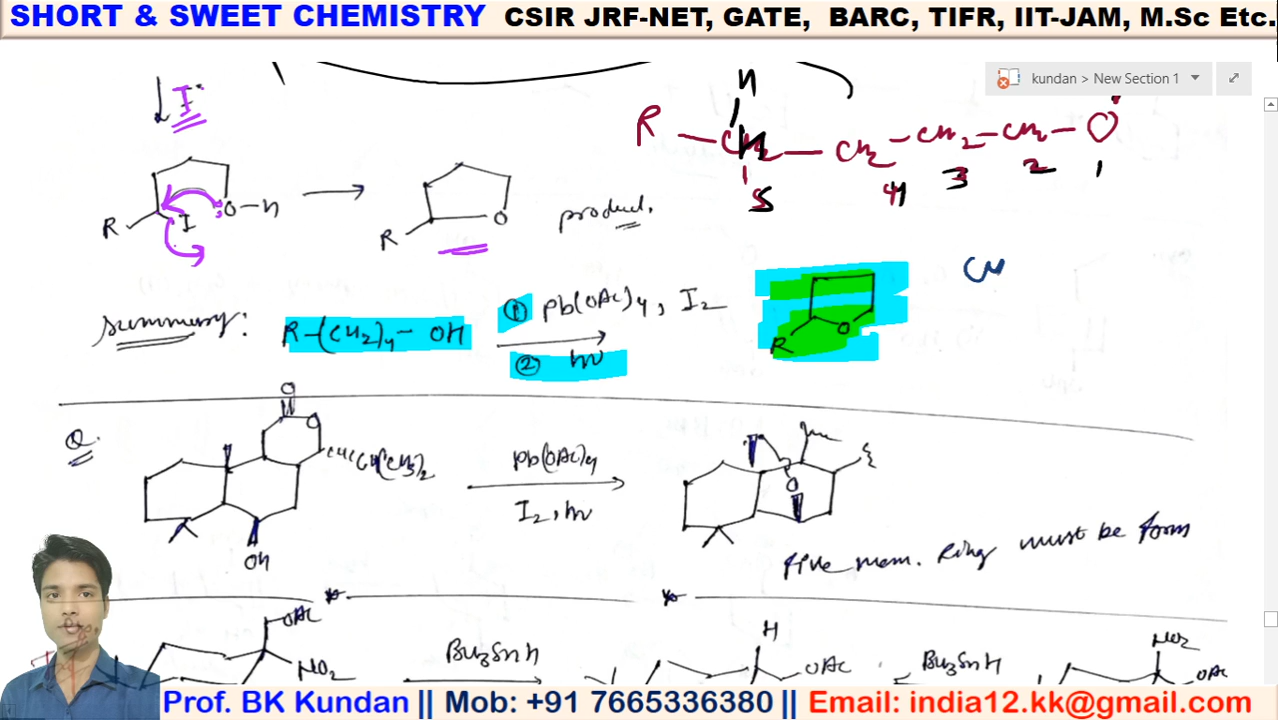 SHORT & SWEET CHEMISTRY CSIR JRF-NET, GATE, BARC, TIFR, IIT-JAM, M.Sc Etc.
kundan > New Section 1
I•
H
R — CH — CH2 — CH2 — CH2 — O•
5 4 3 2 1
R I O—H
R O product.
CH
Summery: R-(CH2)4- OH ① Pb(OAc)4, I2
② hν
R O
Q.
O
O
OH
Pb(OAc)4
I2, hν
O
five mem. Ring must be form
OAc
NO2
Bu3SnH
H
OAc
Bu3SnH
NO2
OAc
Prof. BK Kundan || Mob: +91 7665336380 || Email: india12.kk@gmail.com